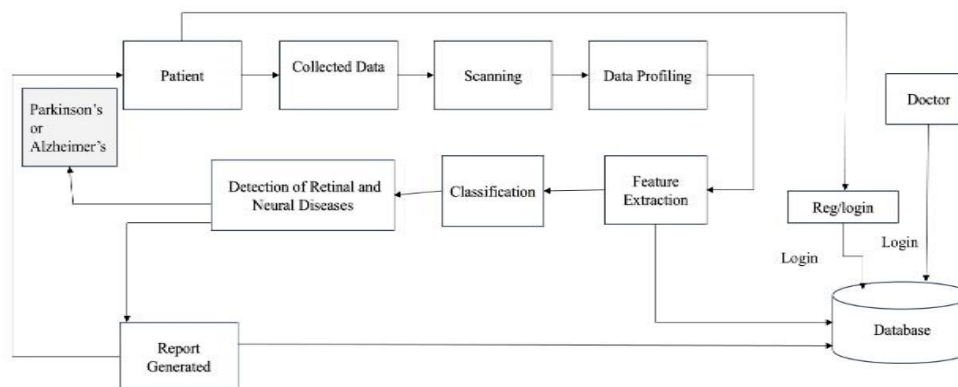 Patient
Collected Data
Scanning
Data Profiling
Doctor
Parkinson's
or
Alzheimer's
Detection of Retinal and
Neural Diseases
Classification
Feature
Extraction
Reg/login
Login
Login
Database
Report
Generated